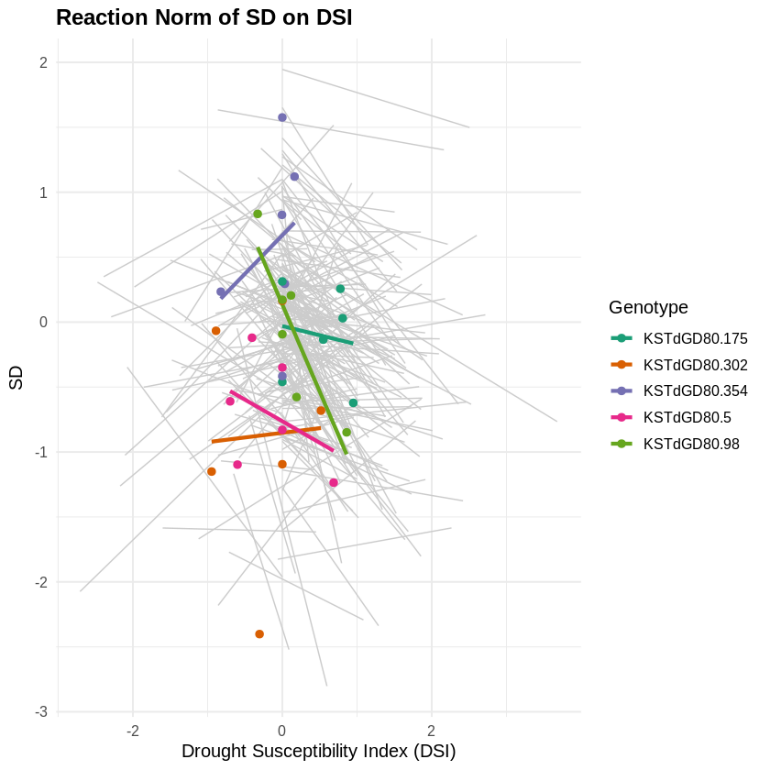 Reaction Norm of SD on DSI
2
1
0
-1
-2
-3
SD
-2
0
2
Drought Susceptibility Index (DSI)
Genotype
KSTdGD80.175
KSTdGD80.302
KSTdGD80.354
KSTdGD80.5
KSTdGD80.98